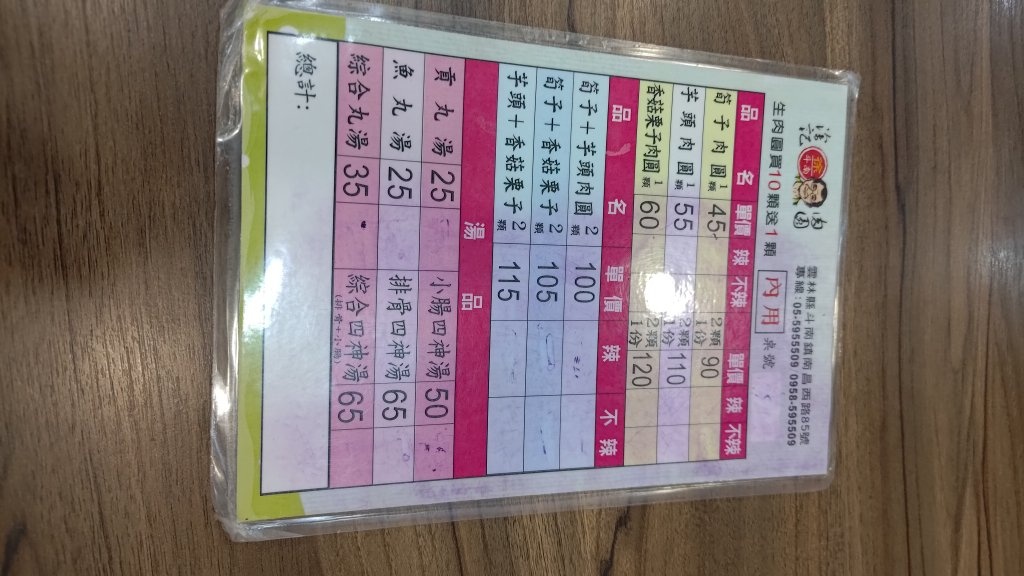 肉圓
雲林縣斗南鎮南昌西路85號
專線:05-5955509 0958-595509
生肉圓買10顆送1顆
內用 桌號
品名 單價 辣 不辣 單價 辣 不辣
筍子肉圓 1顆 45 2顆1份 90
芋頭肉圓 1顆 55 2顆1份 110
香菇栗子肉圓 1顆 60 2顆1份 120
品名 單價 辣 不辣
筍子+芋頭肉圓 2顆 100
筍子+香菇栗子 2顆 105
芋頭+香菇栗子 2顆 115
湯品
貢丸湯 25 小腸四神湯 50
魚丸湯 25 排骨四神湯 65
綜合丸湯 35 綜合四神湯 65
(排骨+小腸)
總計: